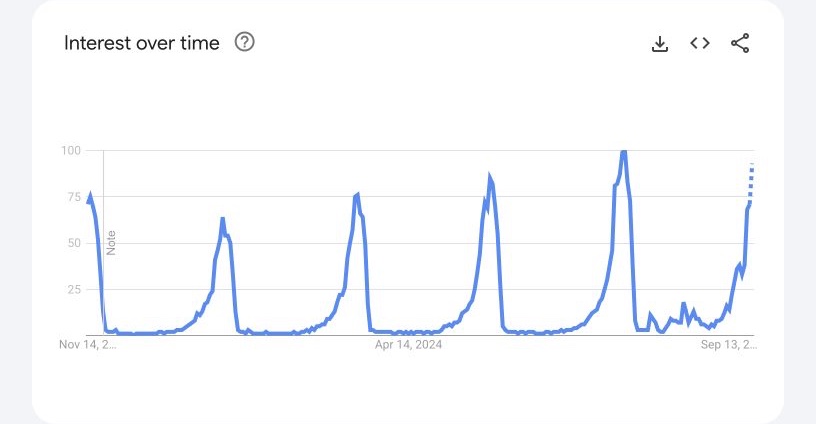 Interest over time
100
75
50
25
Note
Nov 14, 2...
Apr 14, 2024
Sep 13, 2...